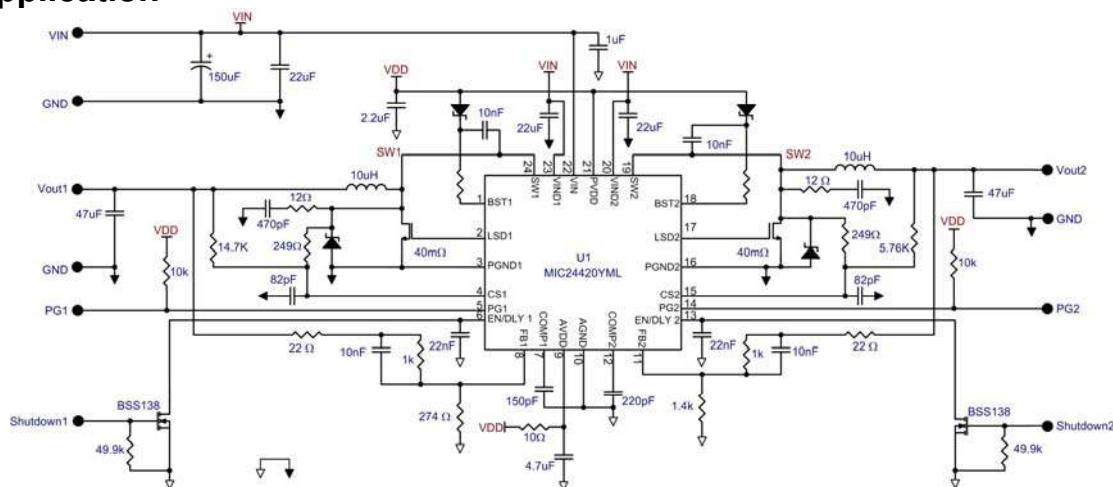 pplication
VIN
VIN
1uF
150uF
22uF
GND
VDD
VIN
VIN
2.2uF
10nF
22uF
22uF
10nF
SW1
24
23
22
21
20
19
SW2
SW1
VIND1
VIN
PVDD
VIND2
SW2
Vout1
10uH
10uH
Vout2
1
BST1
BST2
18
47uF
12Ω
470pF
12 Ω
470pF
47uF
VDD
14.7K
249Ω
40mΩ
2
LSD1
LSD2
17
40mΩ
249Ω
5.76K
VDD
GND
U1
MIC24420YML
GND
3
PGND1
PGND2
16
GND
10k
82pF
4
CS1
CS2
15
82pF
10k
PG1
5
PG1
PG2
14
PG2
6
EN/DLY 1
EN/DLY 2
13
FB1
COMP1
AVDD
AGND
COMP2
FB2
8
7
9
10
12
11
22 Ω
10nF
1k
22nF
22nF
1k
10nF
22 Ω
150pF
220pF
274 Ω
1.4k
BSS138
BSS138
Shutdown1
Shutdown2
VDD
10Ω
49.9k
49.9k
4.7uF